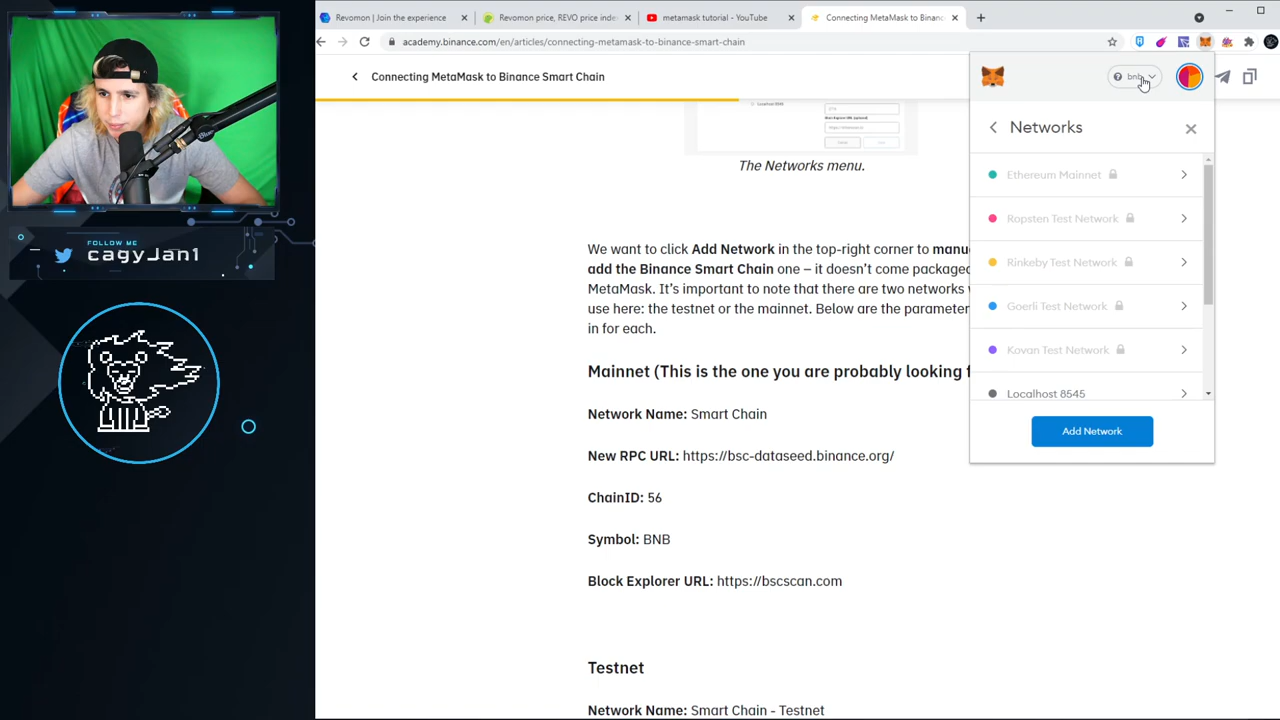 Revomon | Join the experience
Revomon price, REVO price inde
metamask tutorial - YouTube
Connecting MetaMask to Binanc
academy.binance.com/en/articles/connecting-metamask-to-binance-smart-chain
Connecting MetaMask to Binance Smart Chain
bnb
Networks
Ethereum Mainnet
Ropsten Test Network
Rinkeby Test Network
Goerli Test Network
Kovan Test Network
Localhost 8545
Add Network
The Networks menu.
We want to click Add Network in the top-right corner to manu
add the Binance Smart Chain one – it doesn't come packaged
MetaMask. It's important to note that there are two networks
use here: the testnet or the mainnet. Below are the parameter
in for each.
Mainnet (This is the one you are probably looking f
Network Name: Smart Chain
New RPC URL: https://bsc-dataseed.binance.org/
ChainID: 56
Symbol: BNB
Block Explorer URL: https://bscscan.com
Testnet
Network Name: Smart Chain - Testnet
FOLLOW ME
cagyJan1